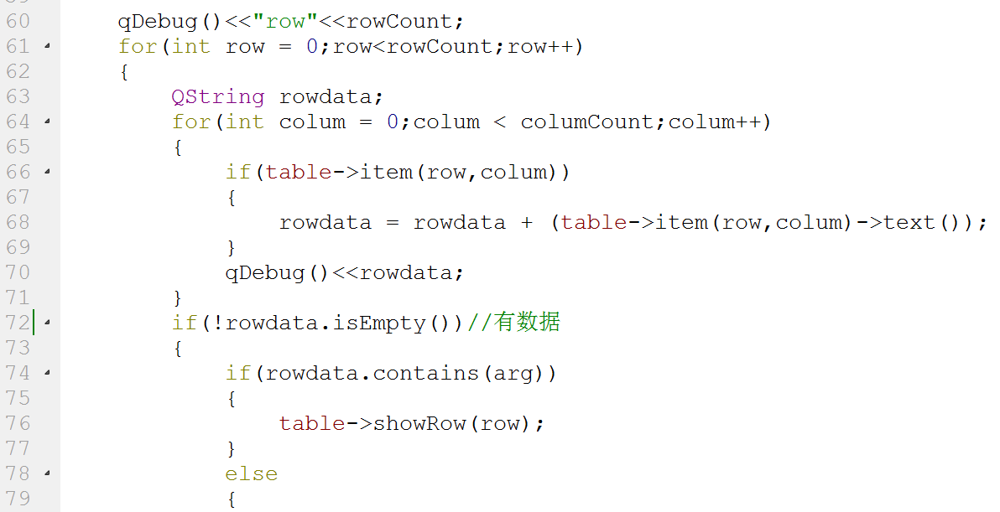 60 qDebug()<<"row"<<rowCount;
61 for(int row = 0;row<rowCount;row++)
62 {
63 QString rowdata;
64 for(int colum = 0;colum < columCount;colum++)
65 {
66 if(table->item(row,colum))
67 {
68 rowdata = rowdata + (table->item(row,colum)->text());
69 }
70 qDebug()<<rowdata;
71 }
72 if(!rowdata.isEmpty())//有数据
73 {
74 if(rowdata.contains(arg))
75 {
76 table->showRow(row);
77 }
78 else
79 {